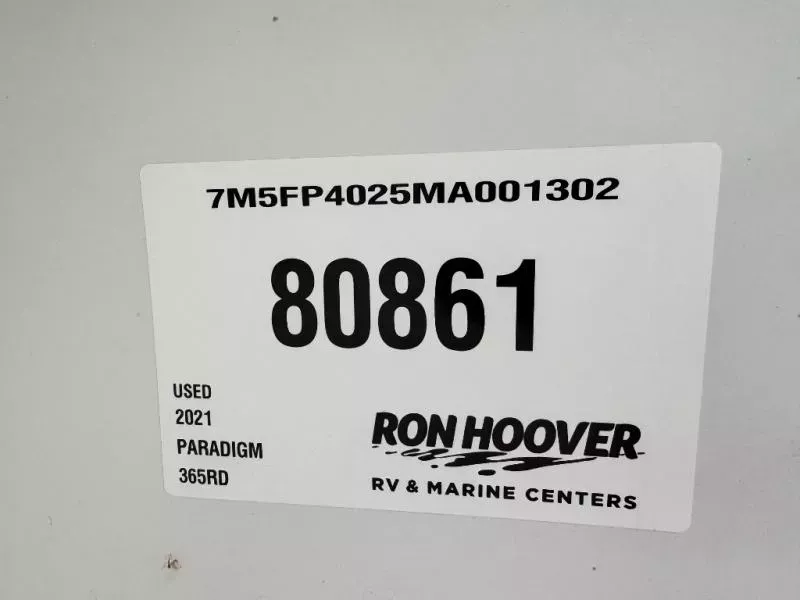 7M5FP4025MA001302
80861
USED
2021
PARADIGM
365RD
RON HOOVER
RV & MARINE CENTERS